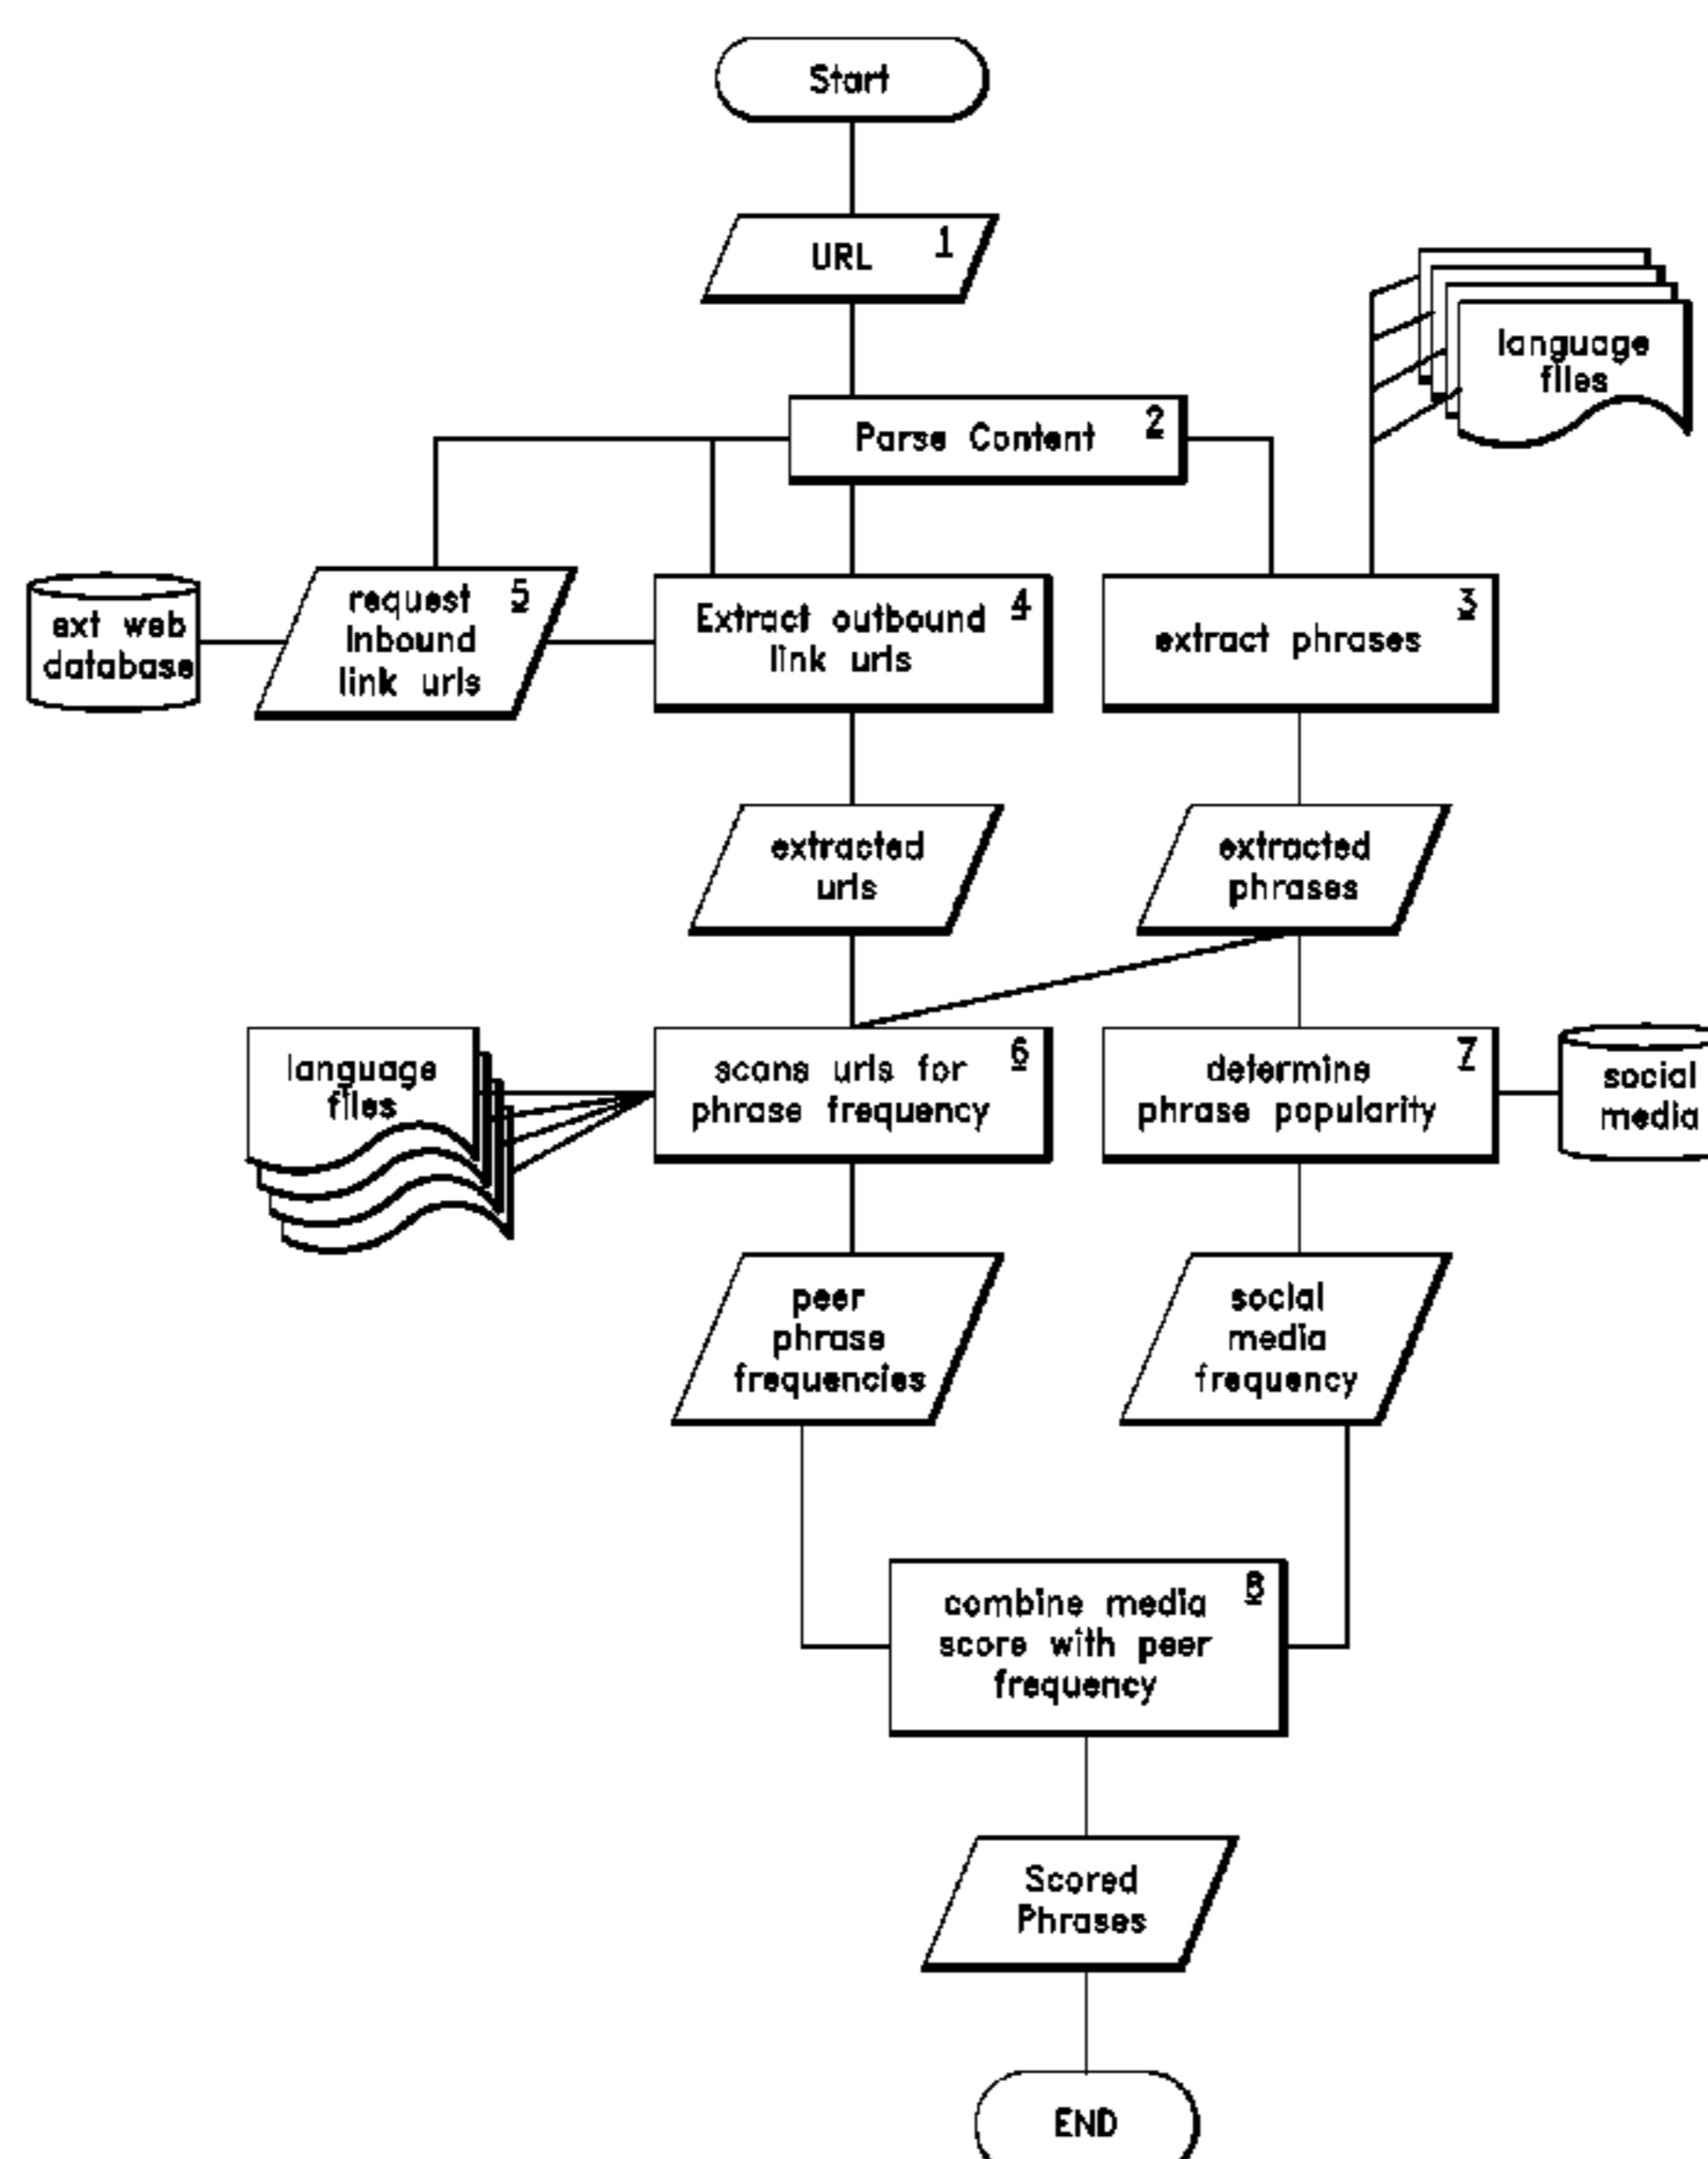 Start
URL
1
Parse Content
2
language
files
ext web
database
request
inbound
link urls
5
Extract outbound
link urls
4
extract phrases
3
extracted
urls
extracted
phrases
language
files
scans urls for
phrase frequency
6
determine
phrase popularity
7
social
media
peer
phrase
frequencies
social
media
frequency
combine media
score with peer
frequency
8
Scored
Phrases
END